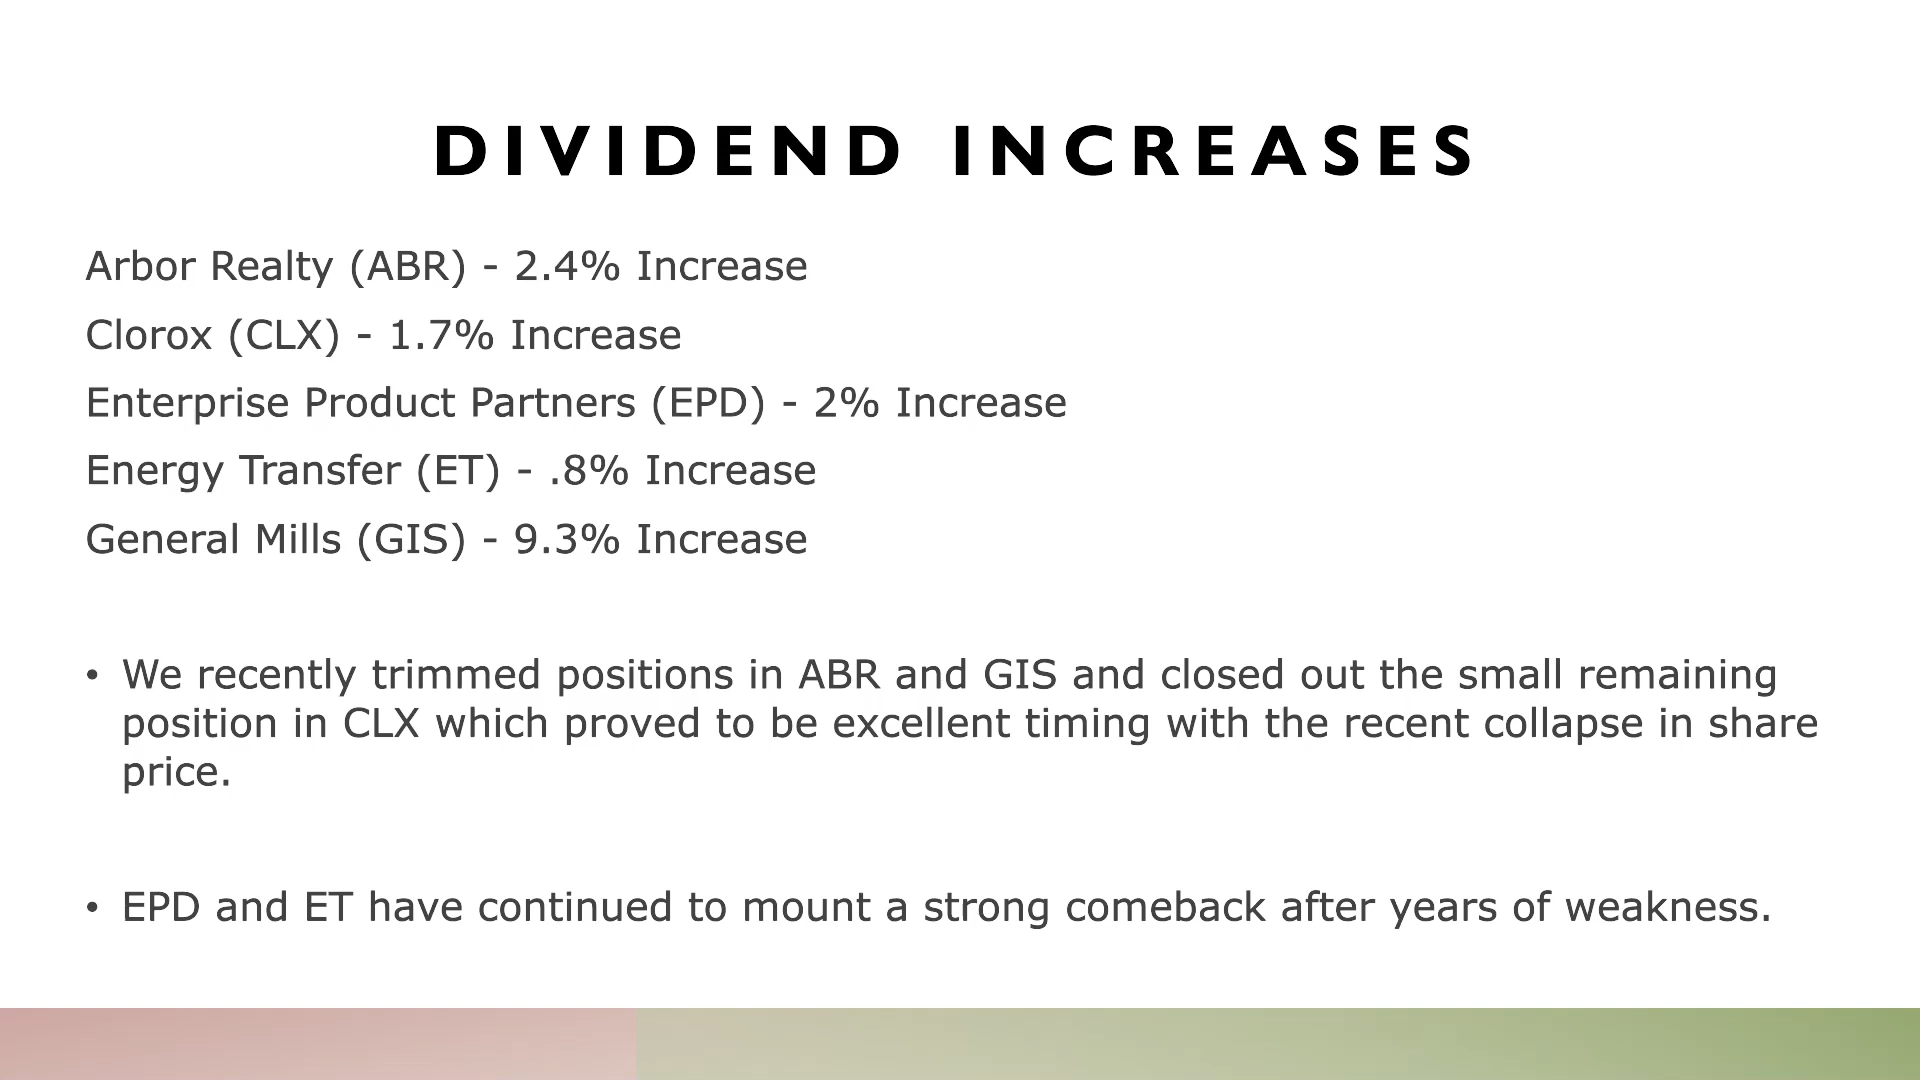 DIVIDEND INCREASES
Arbor Realty (ABR) - 2.4% Increase
Clorox (CLX) - 1.7% Increase
Enterprise Product Partners (EPD) - 2% Increase
Energy Transfer (ET) - .8% Increase
General Mills (GIS) - 9.3% Increase
• We recently trimmed positions in ABR and GIS and closed out the small remaining
position in CLX which proved to be excellent timing with the recent collapse in share
price.
• EPD and ET have continued to mount a strong comeback after years of weakness.